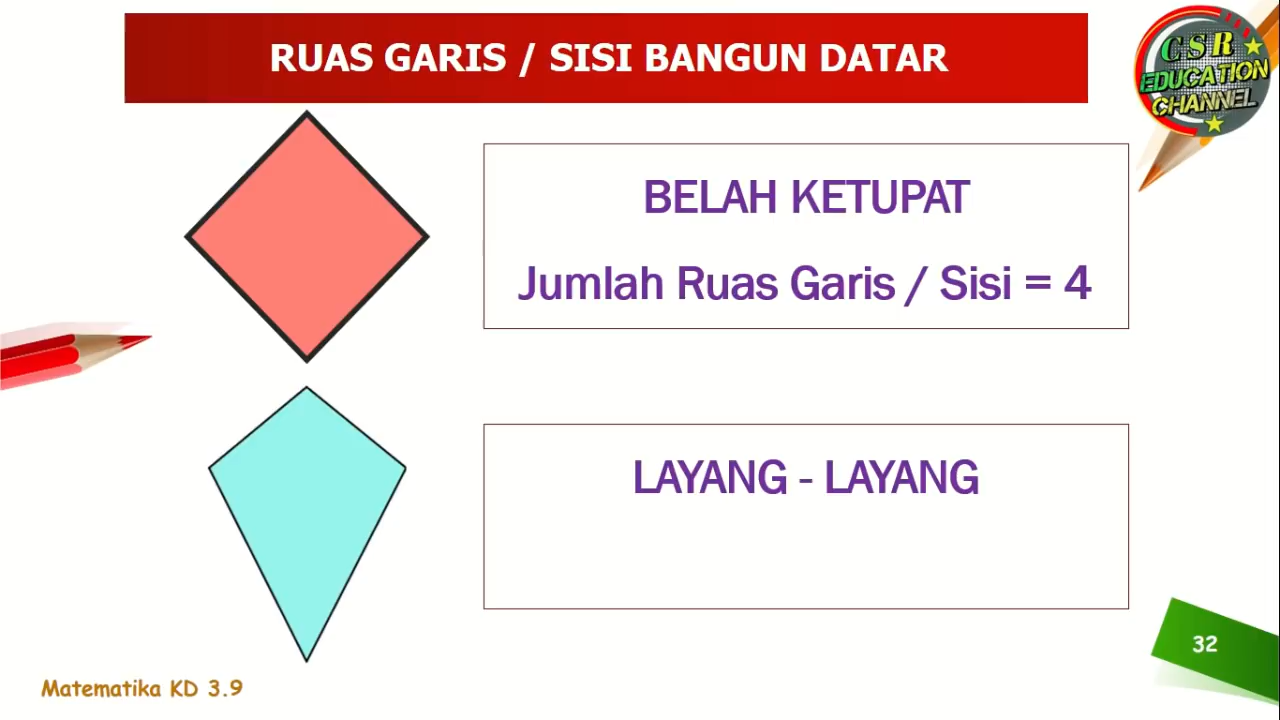 RUAS GARIS / SISI BANGUN DATAR
CSR
EDUCATION
CHANNEL
BELAH KETUPAT
Jumlah Ruas Garis / Sisi = 4
LAYANG - LAYANG
32
Matematika KD 3.9